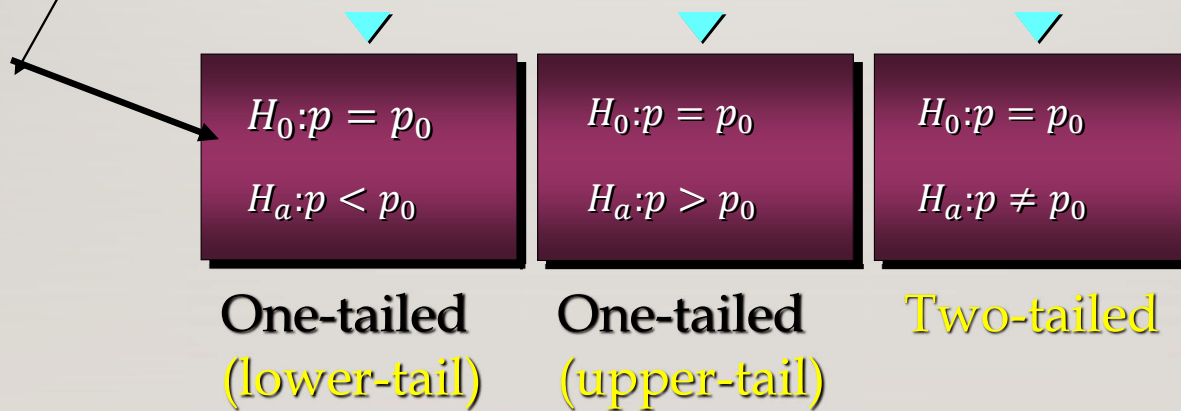 H₀:p = p₀
Hₐ:p < p₀
One-tailed
(lower-tail)
H₀:p = p₀
Hₐ:p > p₀
One-tailed
(upper-tail)
H₀:p = p₀
Hₐ:p ≠ p₀
Two-tailed